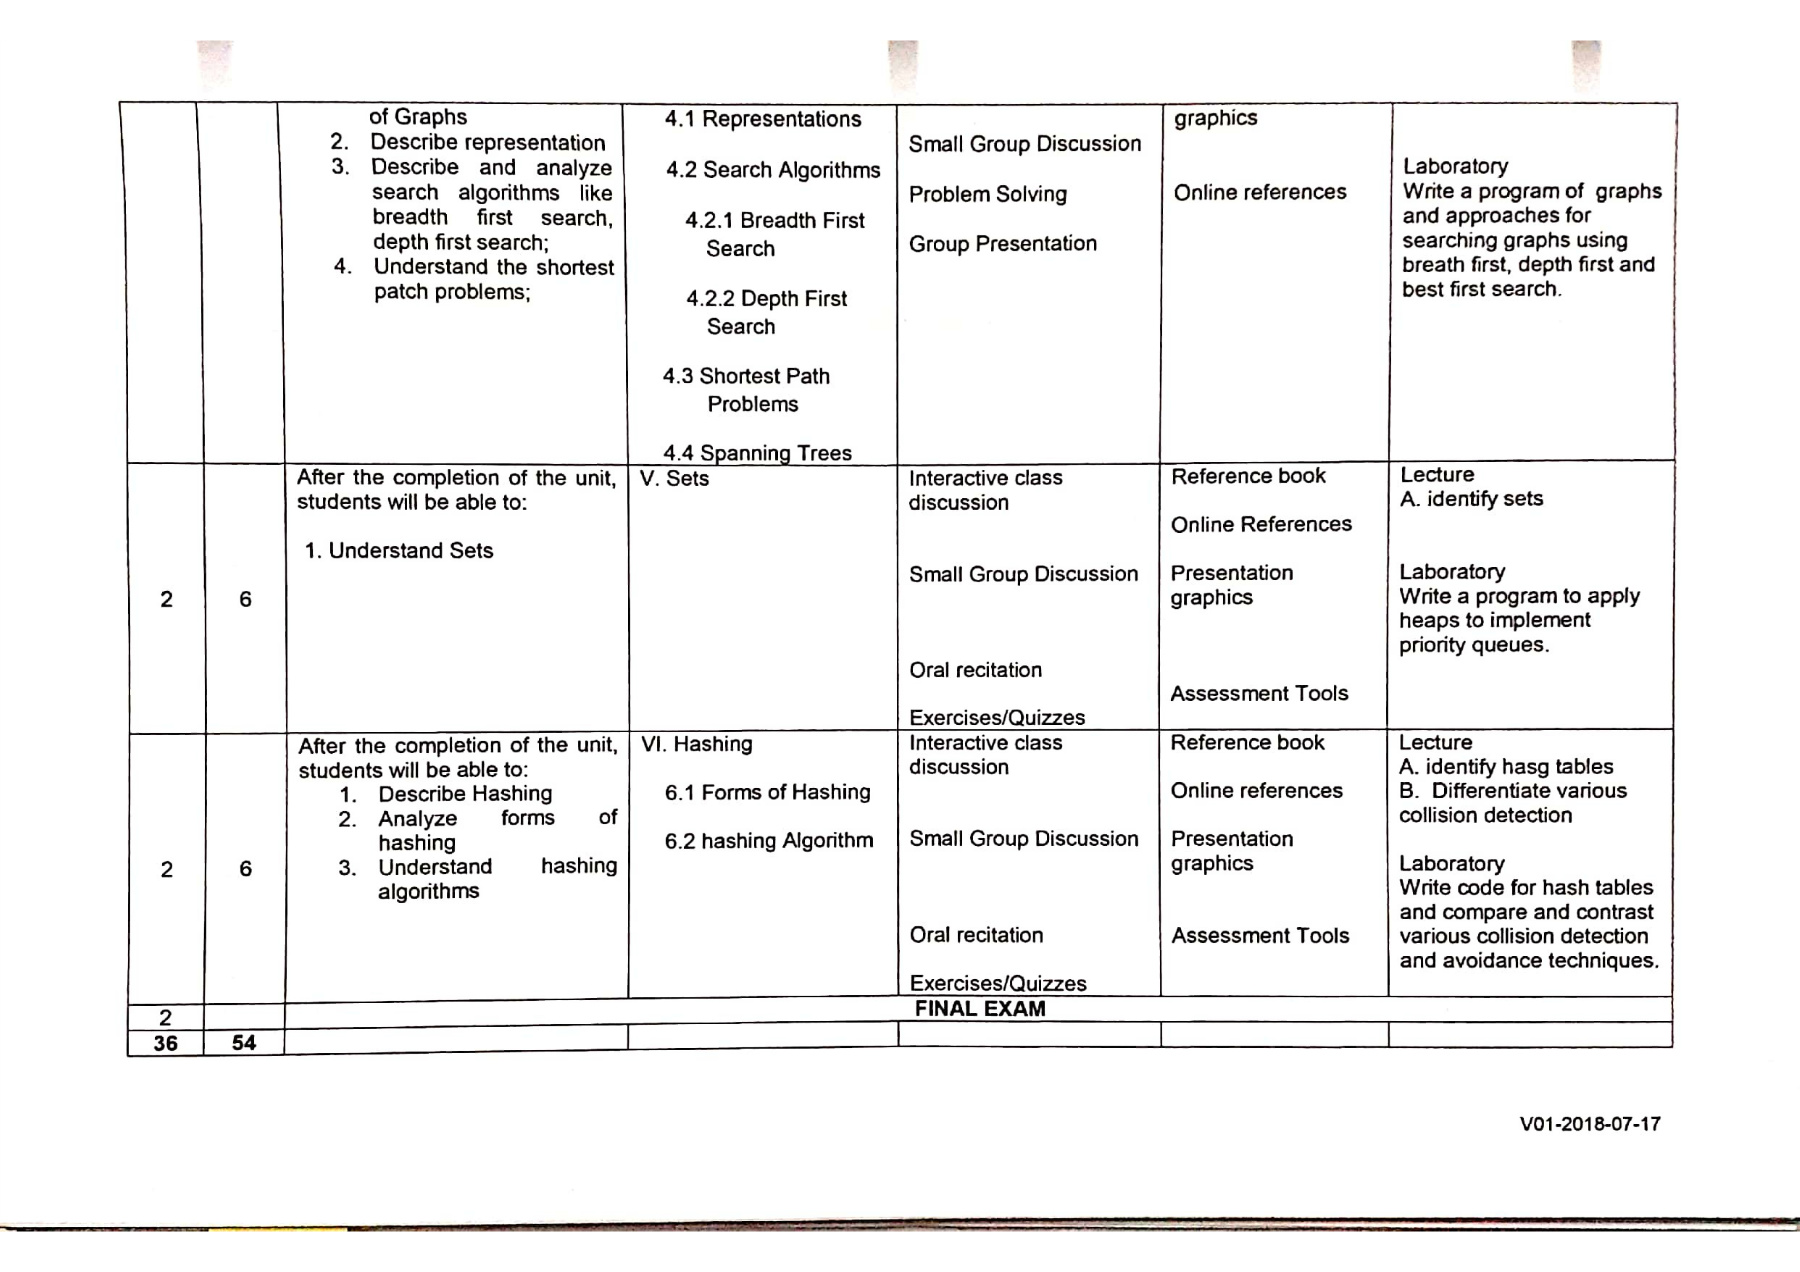 of Graphs
2. Describe representation
3. Describe and analyze
search algorithms like
breadth first search,
depth first search;
4. Understand the shortest
patch problems;
4.1 Representations
4.2 Search Algorithms
4.2.1 Breadth First
Search
4.2.2 Depth First
Search
4.3 Shortest Path
Problems
4.4 Spanning Trees
Small Group Discussion
Problem Solving
Group Presentation
graphics
Online references
Laboratory
Write a program of graphs
and approaches for
searching graphs using
breath first, depth first and
best first search.
2
6
After the completion of the unit,
students will be able to:
1. Understand Sets
V. Sets
Interactive class
discussion
Small Group Discussion
Oral recitation
Exercises/Quizzes
Reference book
Online References
Presentation
graphics
Assessment Tools
Lecture
A. identify sets
Laboratory
Write a program to apply
heaps to implement
priority queues.
2
6
After the completion of the unit,
students will be able to:
1. Describe Hashing
2. Analyze forms of
hashing
3. Understand hashing
algorithms
VI. Hashing
6.1 Forms of Hashing
6.2 hashing Algorithm
Interactive class
discussion
Small Group Discussion
Oral recitation
Exercises/Quizzes
Reference book
Online references
Presentation
graphics
Assessment Tools
Lecture
A. identify hasg tables
B. Differentiate various
collision detection
Laboratory
Write code for hash tables
and compare and contrast
various collision detection
and avoidance techniques.
2
FINAL EXAM
36
54
V01-2018-07-17